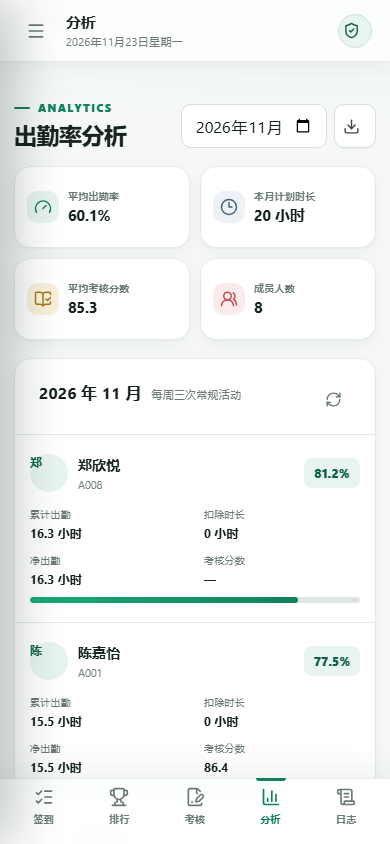 分析
2026年11月23日星期一
ANALYTICS
出勤率分析
2026年11月
平均出勤率
60.1%
本月计划时长
20 小时
平均考核分数
85.3
成员人数
8
2026 年 11 月 每周三次常规活动
郑
郑欣悦
A008
81.2%
累计出勤
16.3 小时
扣除时长
0 小时
净出勤
16.3 小时
考核分数
—
陈
陈嘉怡
A001
77.5%
累计出勤
15.5 小时
扣除时长
0 小时
净出勤
15.5 小时
考核分数
86.4
签到
排行
考核
分析
日志